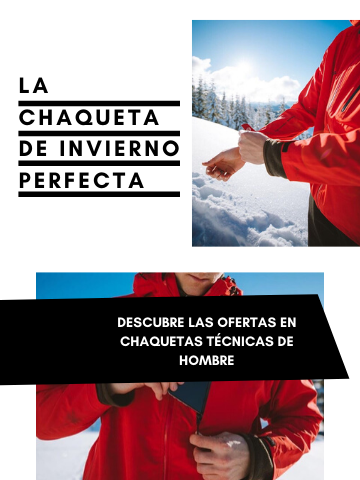 LA
CHAQUETA
DE INVIERNO
PERFECTA
DESCUBRE LAS OFERTAS EN
CHAQUETAS TÉCNICAS DE
HOMBRE